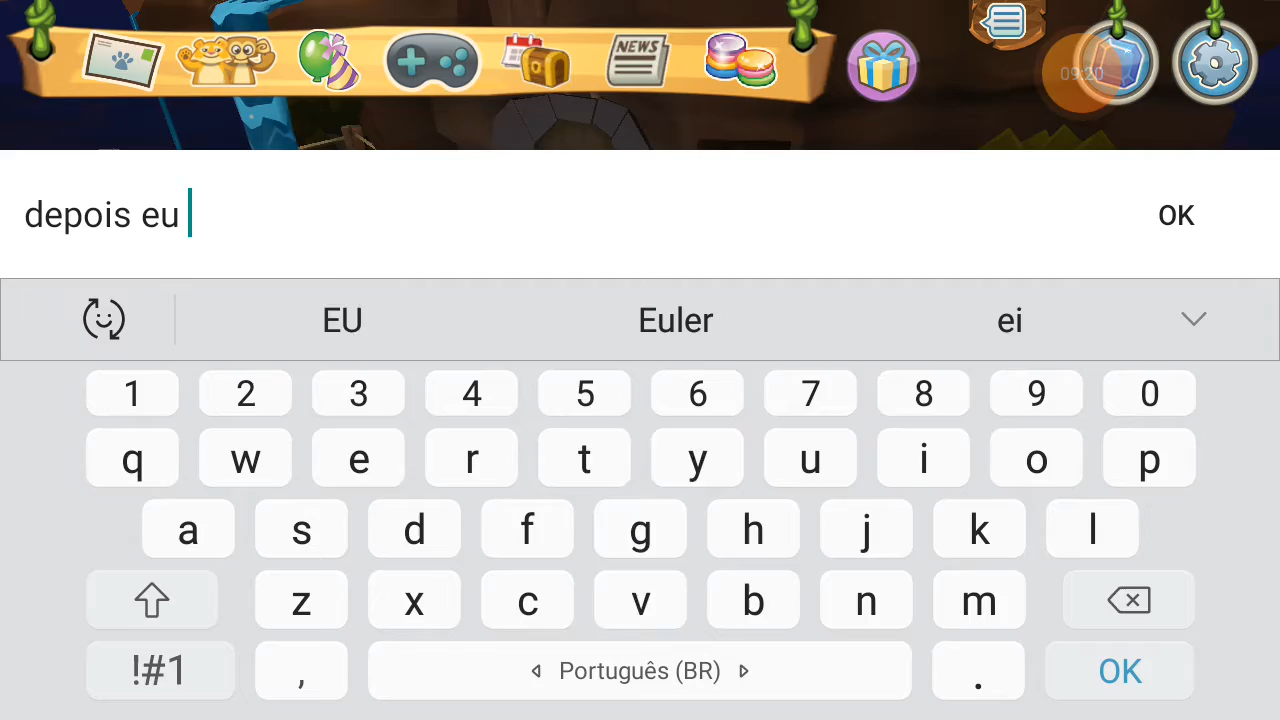 NEWS
09:20
depois eu
OK
EU Euler ei
1 2 3 4 5 6 7 8 9 0
q w e r t y u i o p
a s d f g h j k l
z x c v b n m
!#1 , Português (BR) . OK